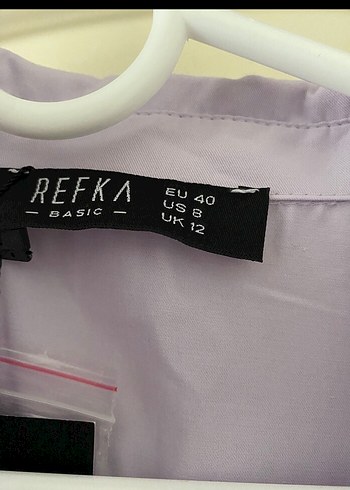 REFKA
— BASIC —
EU 40
US 8
UK 12